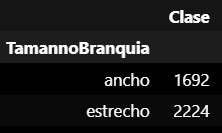 Clase
TamannoBranquia
ancho 1692
estrecho 2224